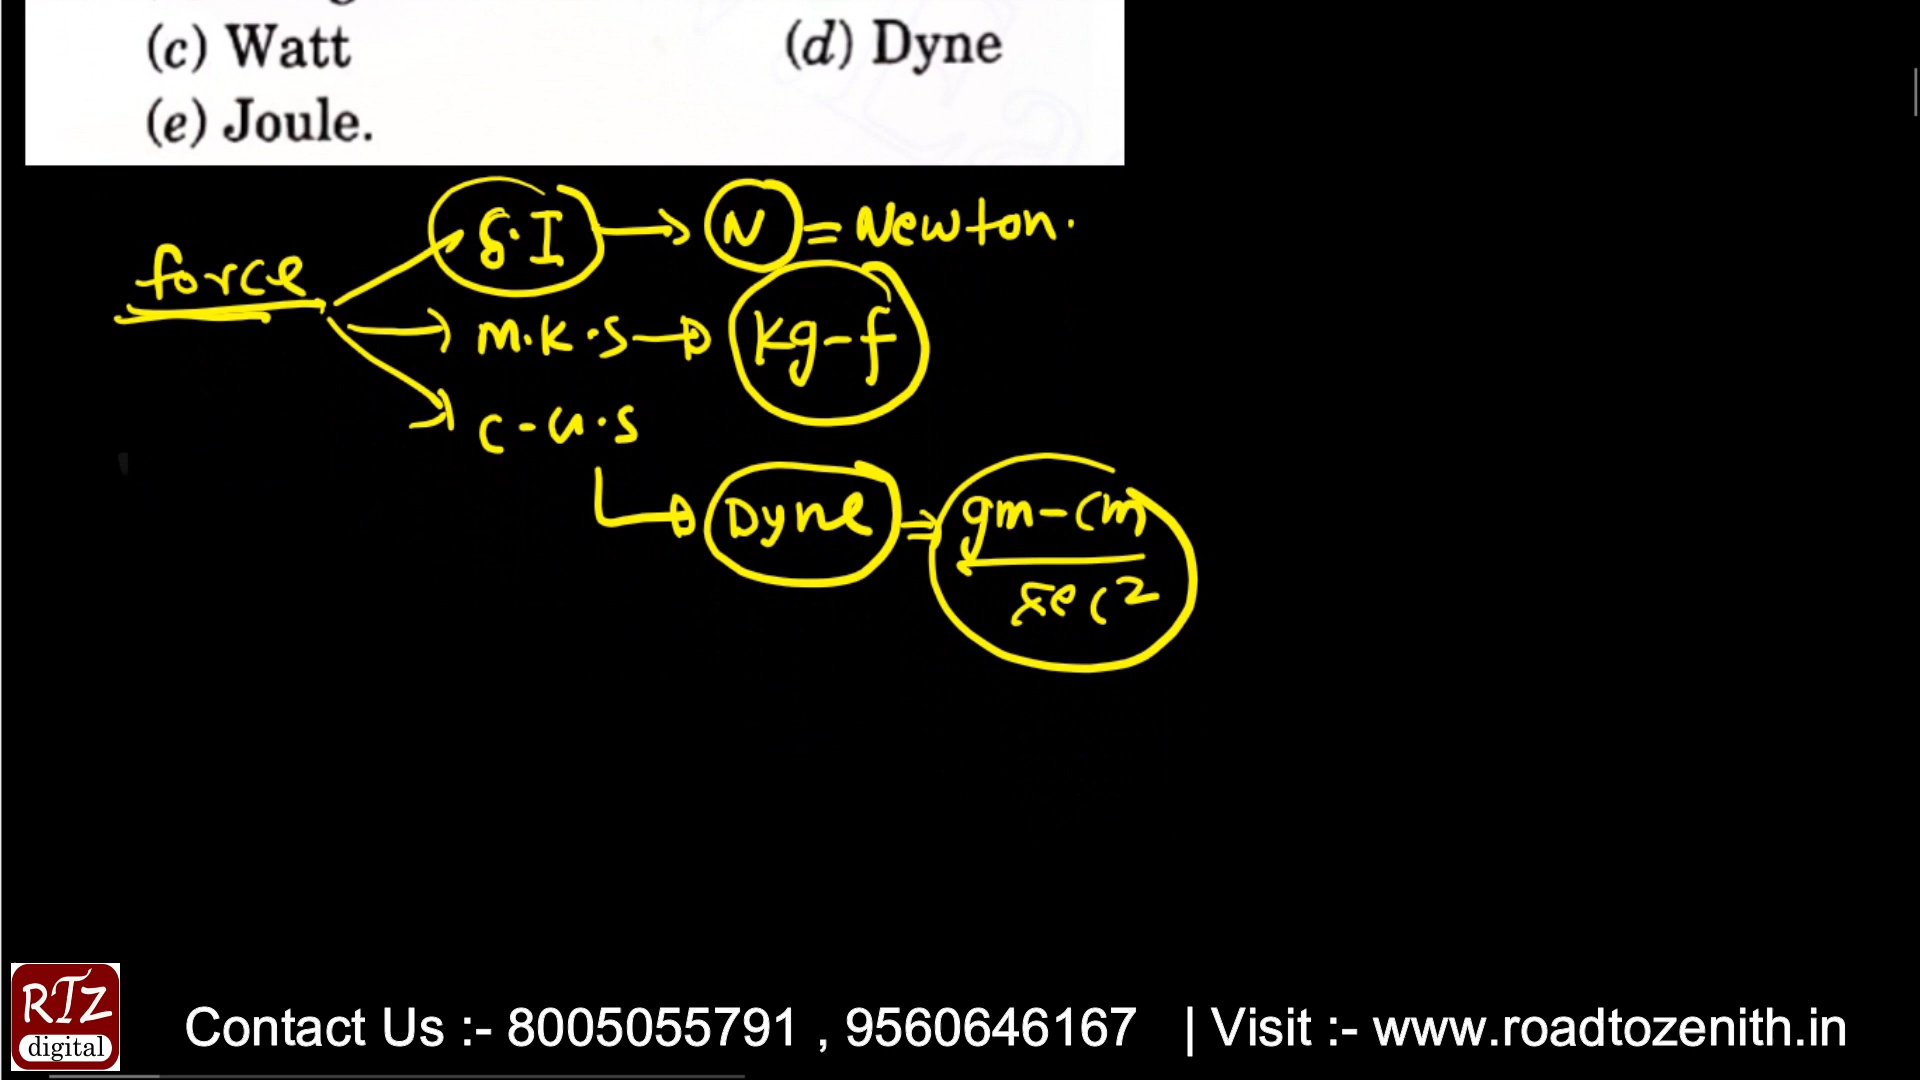 (c) Watt (d) Dyne
(e) Joule.
force
S.I → N = Newton.
M.K.S → Kg-f
C-G.S
→ Dyne ⇒ gm-cm
sec²
RTZ
digital
Contact Us :- 8005055791 , 9560646167 | Visit :- www.roadtozenith.in